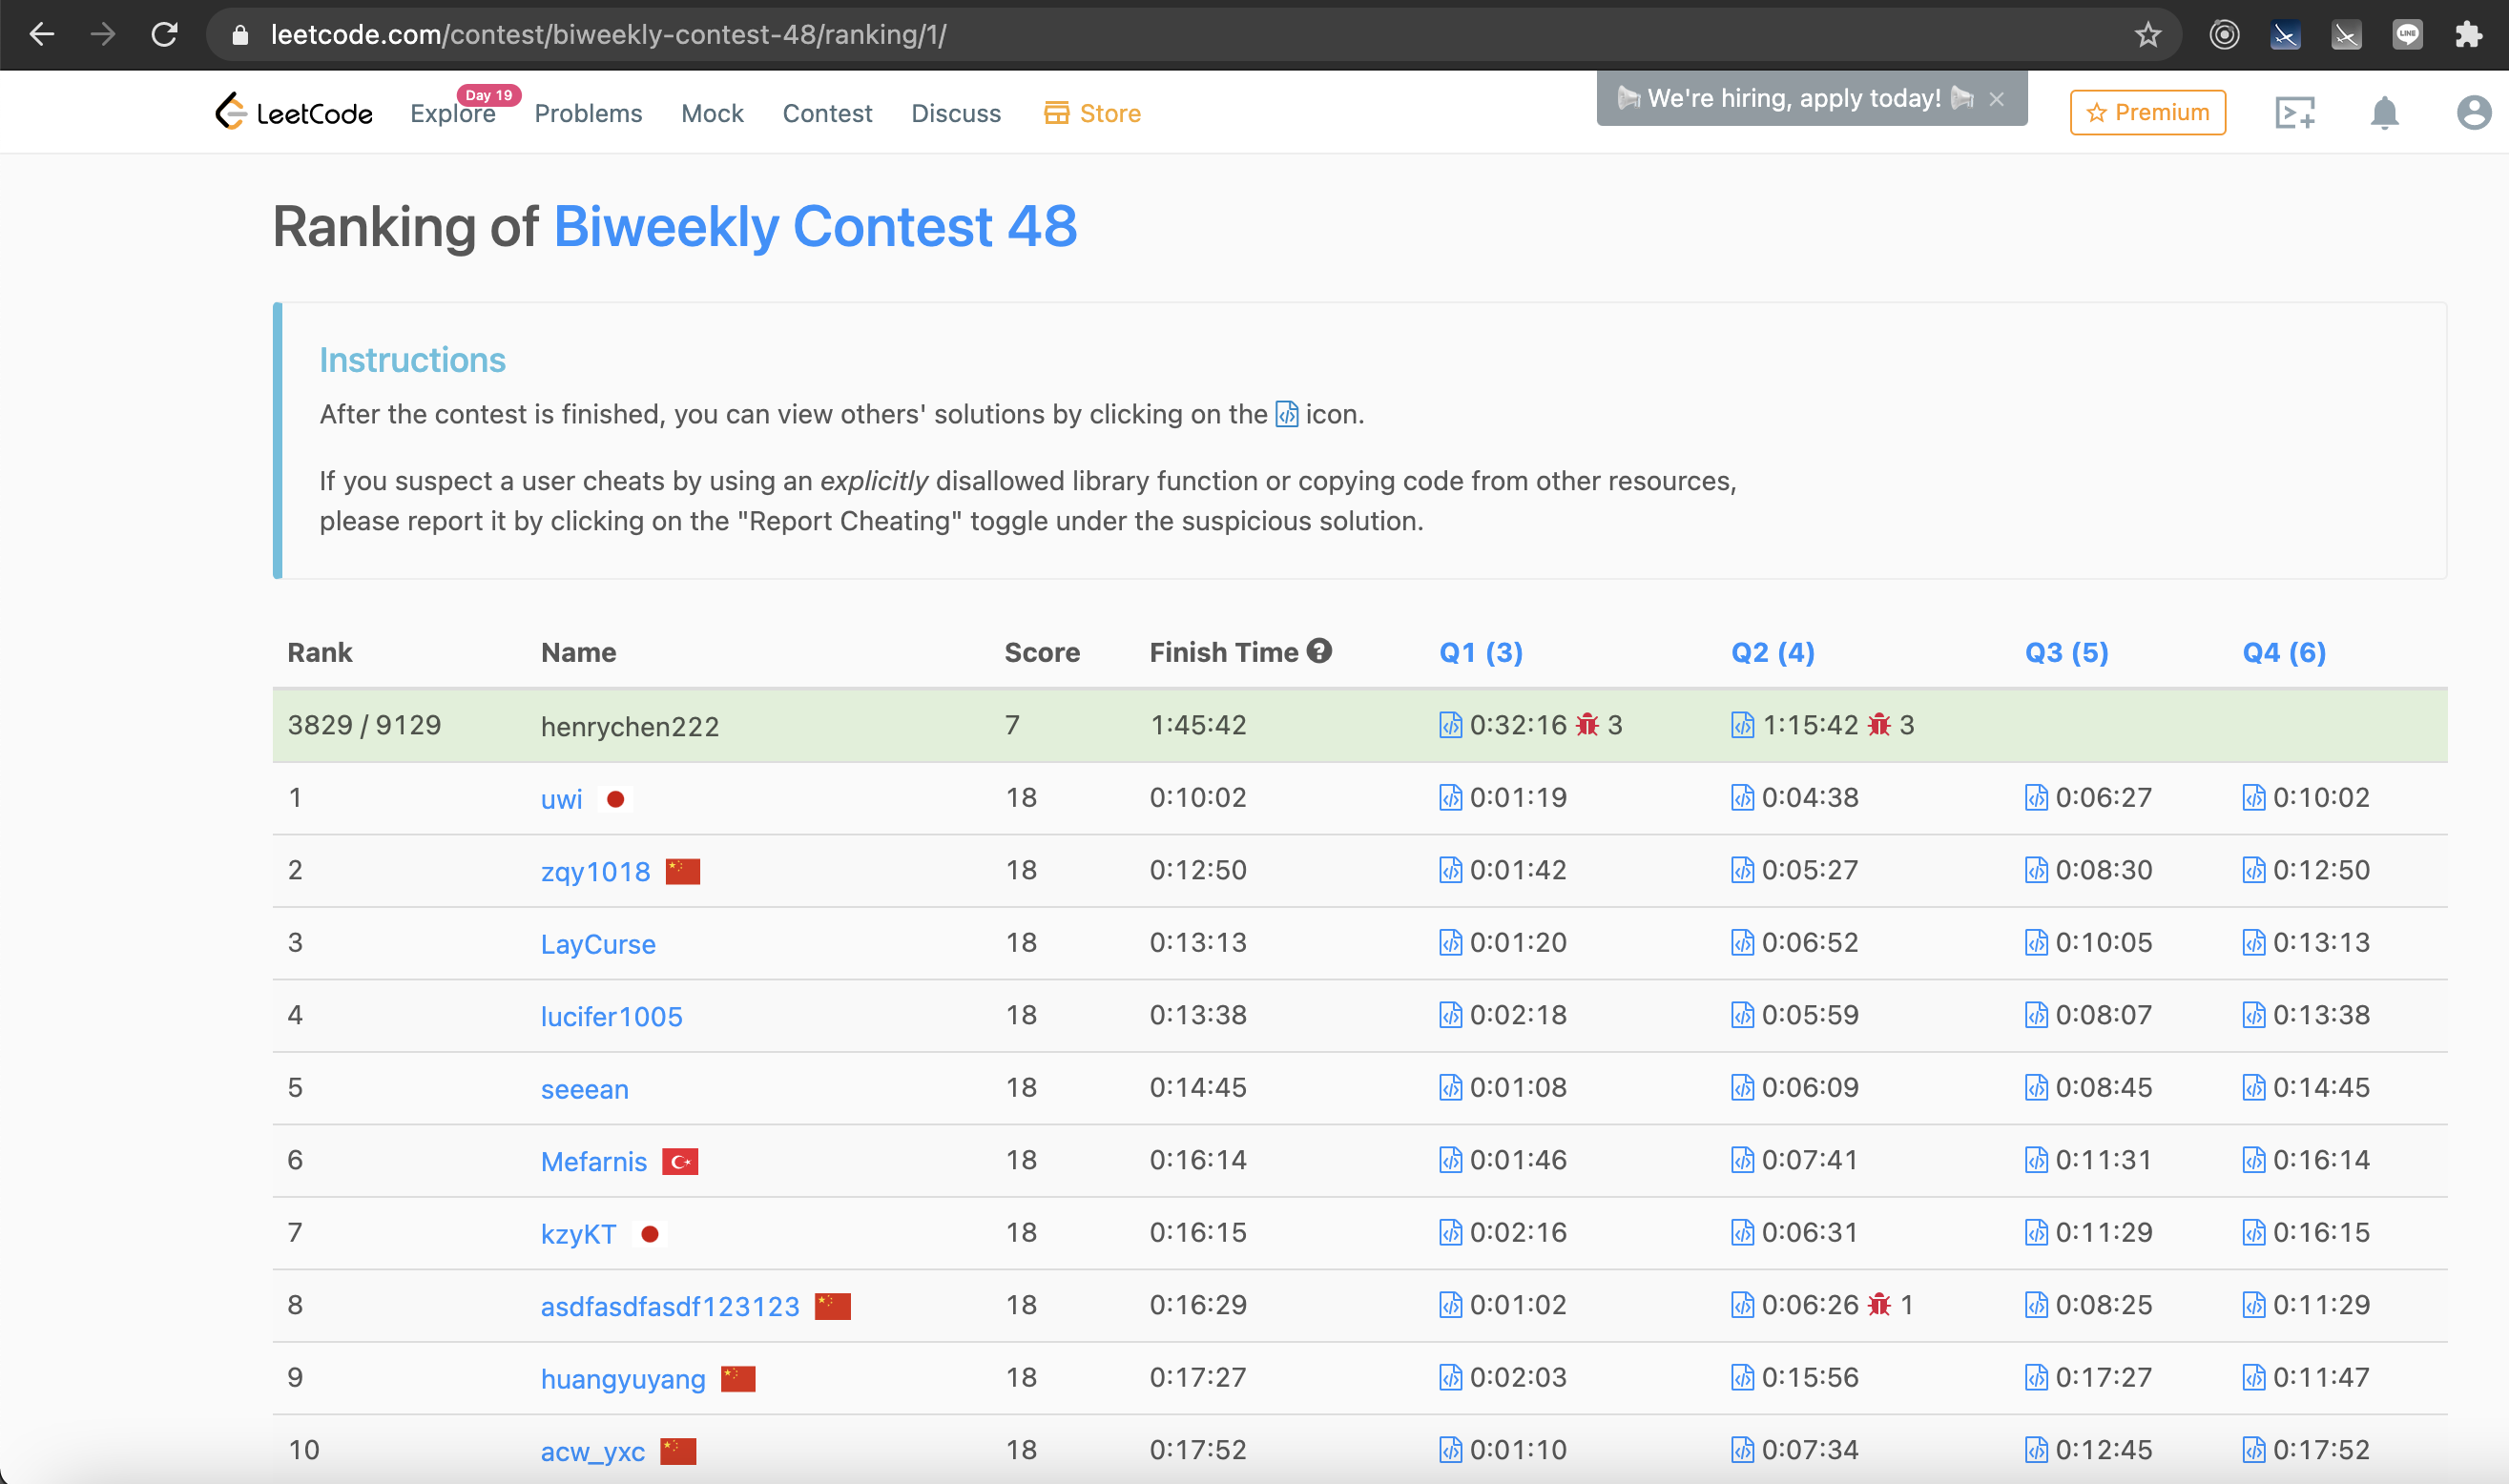 leetcode.com/contest/biweekly-contest-48/ranking/1/
LINE
LeetCode Explore Day 19 Problems Mock Contest Discuss Store We're hiring, apply today! Premium
Ranking of Biweekly Contest 48
Instructions
After the contest is finished, you can view others' solutions by clicking on the icon.
If you suspect a user cheats by using an explicitly disallowed library function or copying code from other resources,
please report it by clicking on the "Report Cheating" toggle under the suspicious solution.
Rank Name Score Finish Time Q1 (3) Q2 (4) Q3 (5) Q4 (6)
3829 / 9129 henrychen222 7 1:45:42 0:32:16 3 1:15:42 3
1 uwi 18 0:10:02 0:01:19 0:04:38 0:06:27 0:10:02
2 zqy1018 18 0:12:50 0:01:42 0:05:27 0:08:30 0:12:50
3 LayCurse 18 0:13:13 0:01:20 0:06:52 0:10:05 0:13:13
4 lucifer1005 18 0:13:38 0:02:18 0:05:59 0:08:07 0:13:38
5 seeean 18 0:14:45 0:01:08 0:06:09 0:08:45 0:14:45
6 Mefarnis 18 0:16:14 0:01:46 0:07:41 0:11:31 0:16:14
7 kzyKT 18 0:16:15 0:02:16 0:06:31 0:11:29 0:16:15
8 asdfasdfasdf123123 18 0:16:29 0:01:02 0:06:26 1 0:08:25 0:11:29
9 huangyuyang 18 0:17:27 0:02:03 0:15:56 0:17:27 0:11:47
10 acw_yxc 18 0:17:52 0:01:10 0:07:34 0:12:45 0:17:52